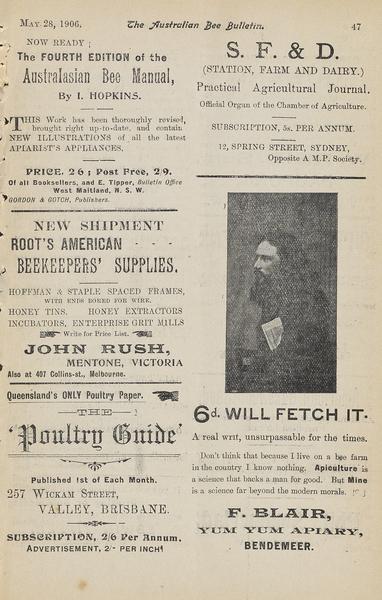 MAY 28, 1906.
The Australian Bee Bulletin.
47
NOW READY;
The FOURTH EDITION of the
Australasian Bee Manual,
By I. HOPKINS.
THIS Work has been thoroughly revised,
brought right up-to-date, and contain
NEW ILLUSTRATIONS of all the latest
APIARIST'S APPLIANCES.
PRICE. 2 6; Post Free, 2/9.
Of all Booksellers, and E. Tipper, Bulletin Office
West Maitland, N. S. W.
GORDON & GOTCH, Publishers.
NEW SHIPMENT
ROOT'S AMERICAN - - -
BEEKEEPERS' SUPPLIES.
HOFFMAN & STAPLE SPACED FRAMES,
WITH ENDS BORED FOR WIRE.
HONEY TINS. HONEY EXTRACTORS
INCUBATORS, ENTERPRISE GRIT MILLS
Write for Price List.
JOHN RUSH,
MENTONE, VICTORIA
Also at 407 Collins-st., Melbourne.
Queensland's ONLY Poultry Paper.
—THE—
'Poultry Guide'
Published 1st of Each Month.
257 WICKAM STREET,
VALLEY, BRISBANE.
SUBSCRIPTION, 2/6 Per Annum.
ADVERTISEMENT, 2/- PER INCH
S. F. & D.
(STATION, FARM AND DAIRY.)
Practical Agricultural Journal.
Official Organ of the Chamber of Agriculture.
SUBSCRIPTION, 5s. PER ANNUM.
12, SPRING STREET, SYDNEY,
Opposite A M.P. Society.
6d. WILL FETCH IT.
A real writ, unsurpassable for the times.
Don't think that because I live on a bee farm
in the country I know nothing. Apiculture is
a science that backs a man for good. But Mine
is a science far beyond the modern morals.
F. BLAIR,
YUM YUM APIARY,
BENDEMEER.